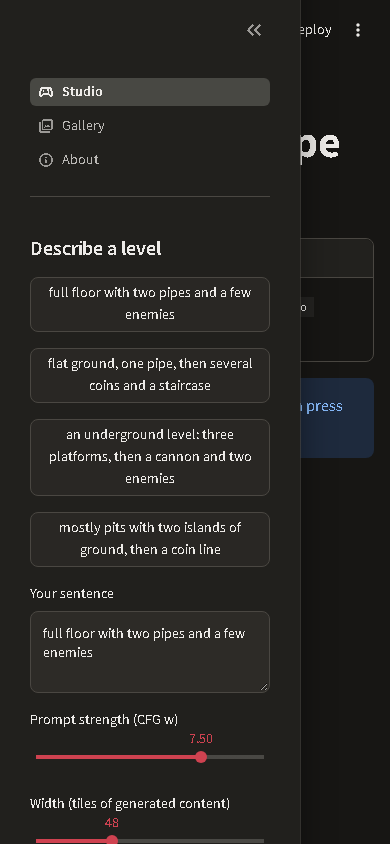 eploy
Studio
Gallery
About
pe
Describe a level
full floor with two pipes and a few
enemies
o
flat ground, one pipe, then several
coins and a staircase
press
an underground level: three
platforms, then a cannon and two
enemies
mostly pits with two islands of
ground, then a coin line
Your sentence
full floor with two pipes and a few
enemies
Prompt strength (CFG w)
7.50
Width (tiles of generated content)
48